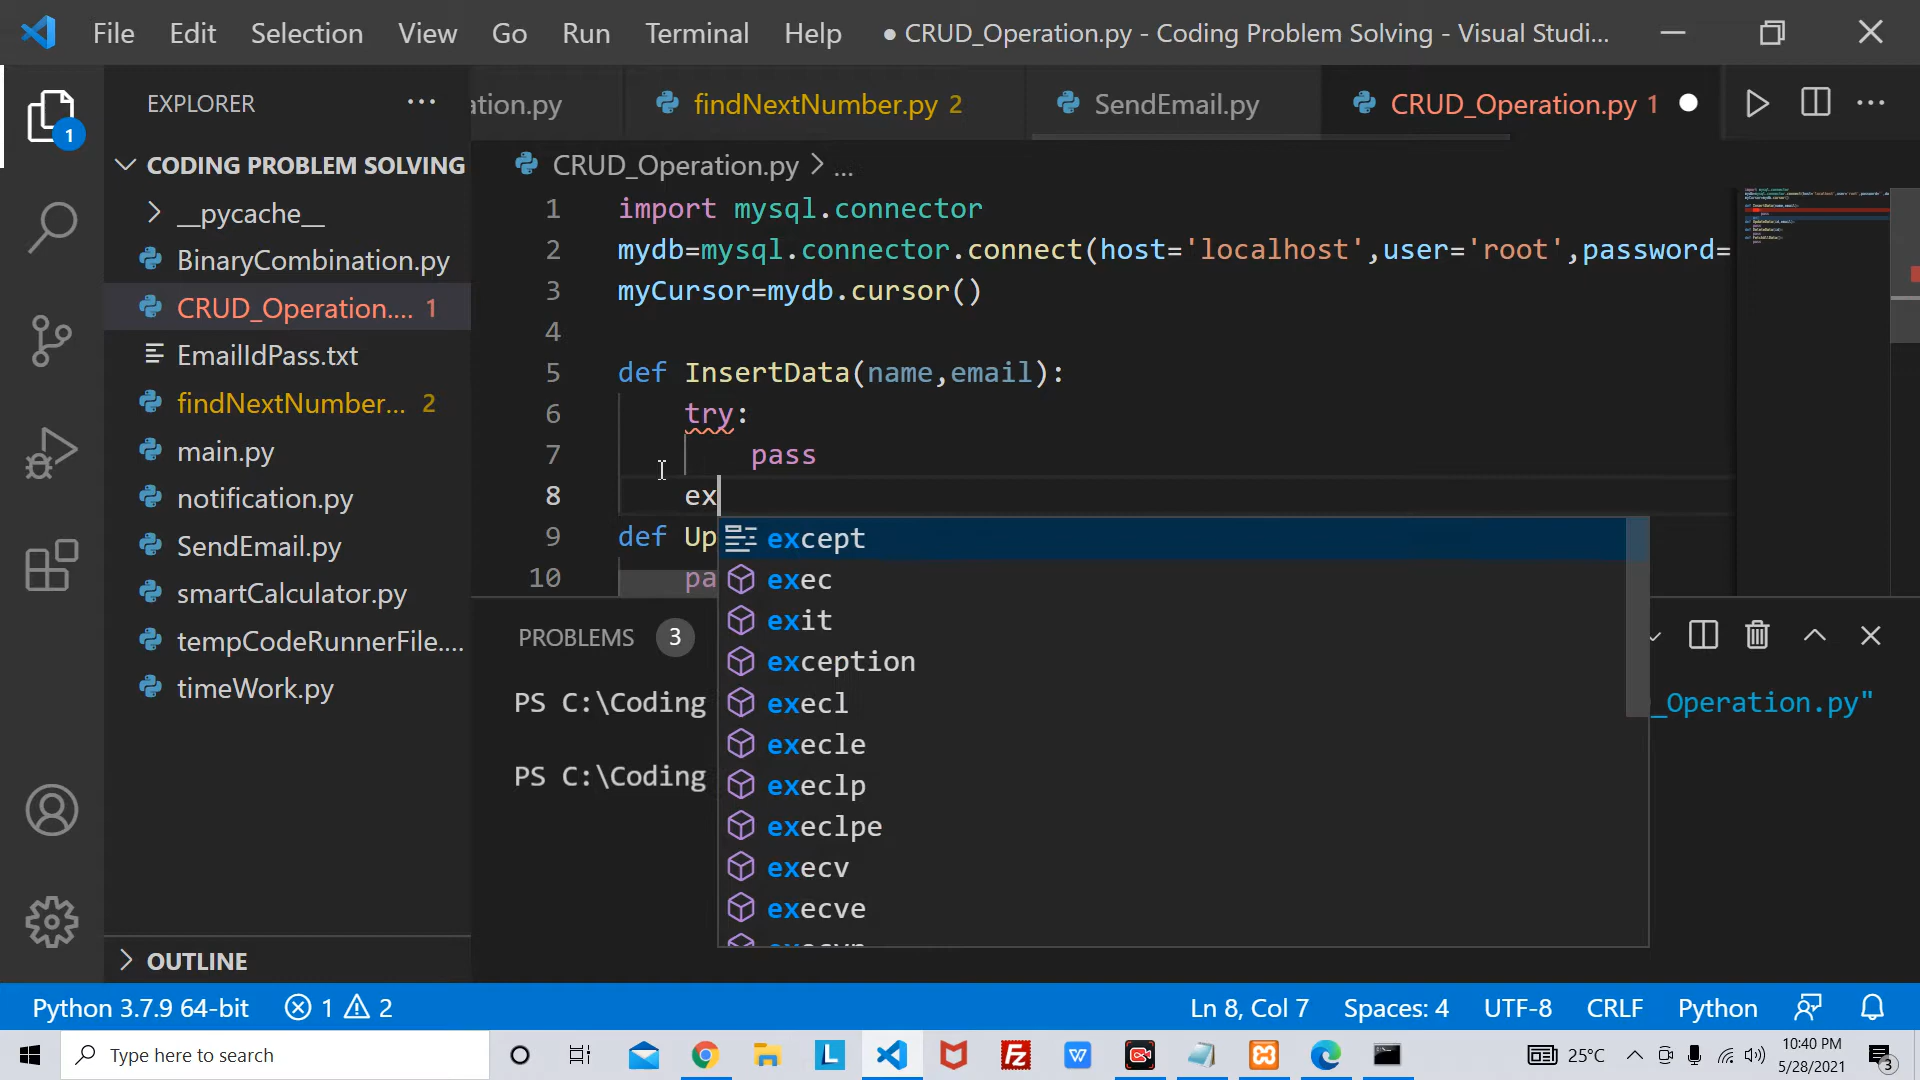 File Edit Selection View Go Run Terminal Help ● CRUD_Operation.py - Coding Problem Solving - Visual Studi...
EXPLORER ...
ation.py findNextNumber.py 2 SendEmail.py CRUD_Operation.py 1
1
CODING PROBLEM SOLVING
CRUD_Operation.py > ...
__pycache__
BinaryCombination.py
CRUD_Operation.... 1
EmailIdPass.txt
findNextNumber... 2
main.py
notification.py
SendEmail.py
smartCalculator.py
tempCodeRunnerFile....
timeWork.py
OUTLINE
1 import mysql.connector
2 mydb=mysql.connector.connect(host='localhost',user='root',password=
3 myCursor=mydb.cursor()
4
5 def InsertData(name,email):
6 try:
7 pass
8 ex
9 def Up
10 pa
except
exec
exit
exception
execl
execle
execlp
execlpe
execv
execve
PROBLEMS 3
PS C:\Coding _Operation.py"
PS C:\Coding
Python 3.7.9 64-bit 1 2 Ln 8, Col 7 Spaces: 4 UTF-8 CRLF Python
Type here to search 25°C 10:40 PM
5/28/2021 3